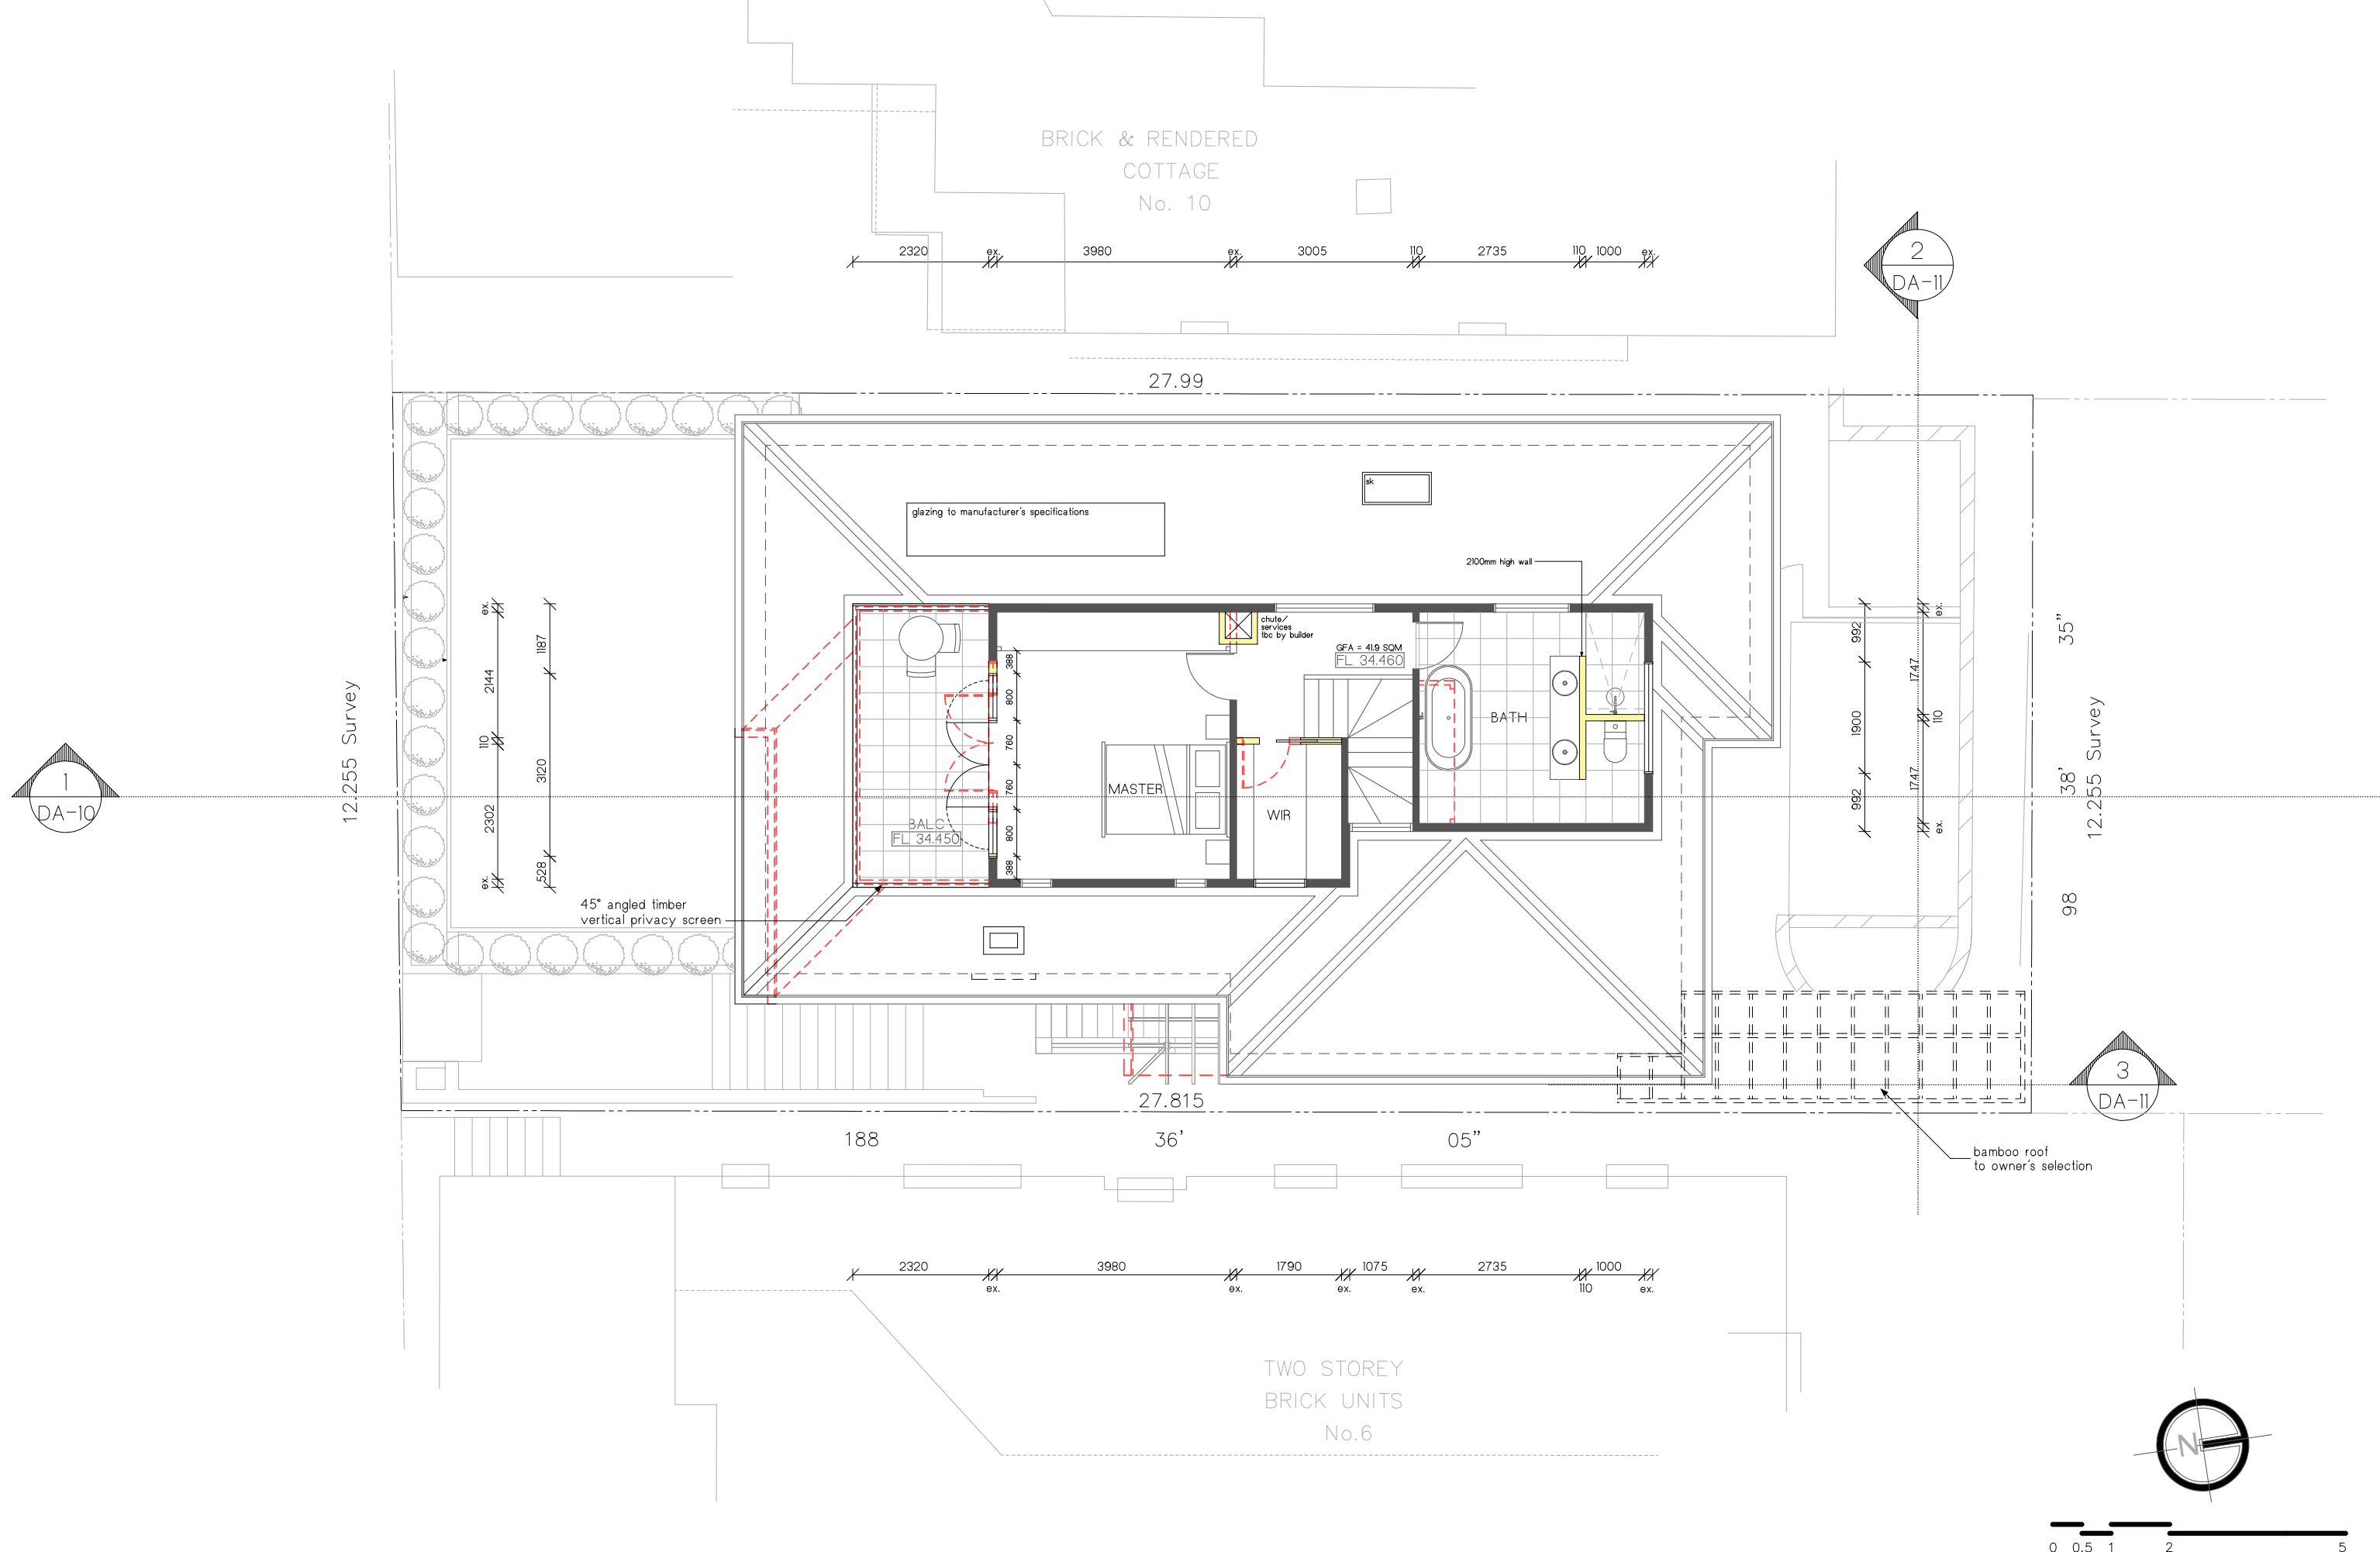 BRICK & RENDERED
COTTAGE
No. 10
2320
ex.
3980
ex.
3005
110
2735
110
1000
ex.
2
DA-11
27.99
sk
glazing to manufacturer's specifications
2100mm high wall
chute/
services
tbc by builder
GFA = 41.9 SQM
FL 34.460
ex.
2144
110
2302
ex.
1187
3120
528
388
800
760
760
800
388
992
1900
992
ex.
1747
110
1747
ex.
35"
38'
98
12.255 Survey
12.255 Survey
1
DA-10
BATH
MASTER
WIR
BALC
FL 34.450
45° angled timber
vertical privacy screen
3
DA-11
27.815
188
36'
05"
bamboo roof
to owner's selection
2320
ex.
3980
ex.
1790
ex.
1075
ex.
2735
110
1000
ex.
TWO STOREY
BRICK UNITS
No.6
N
0 0.5 1 2 5